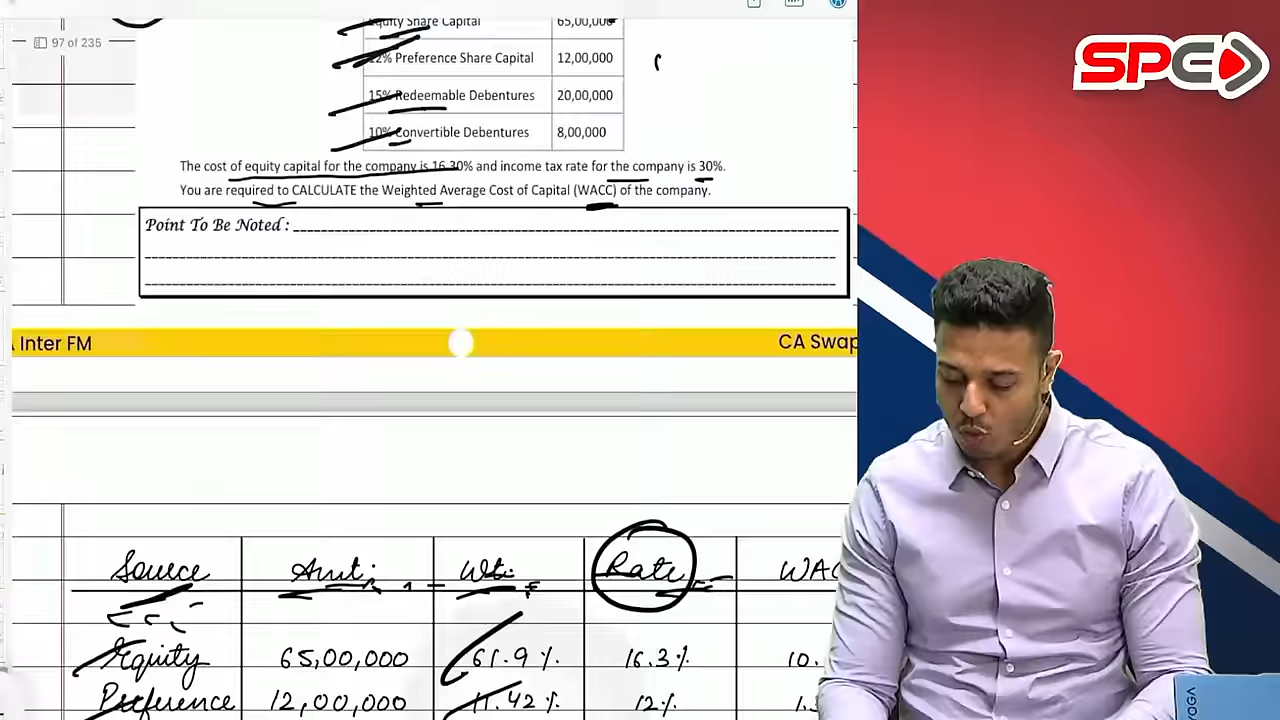 97 of 235
Equity Share Capital 65,00,000
12% Preference Share Capital 12,00,000
15% Redeemable Debentures 20,00,000
10% Convertible Debentures 8,00,000
The cost of equity capital for the company is 16.30% and income tax rate for the company is 30%.
You are required to CALCULATE the Weighted Average Cost of Capital (WACC) of the company.
Point To Be Noted :
Inter FM
CA Swap
Source Amt. Wt. Rate WAC
Equity 65,00,000 61.9 %. 16.3%
Preference 12,00,000 11.42 % 12%
SPC
YOGA